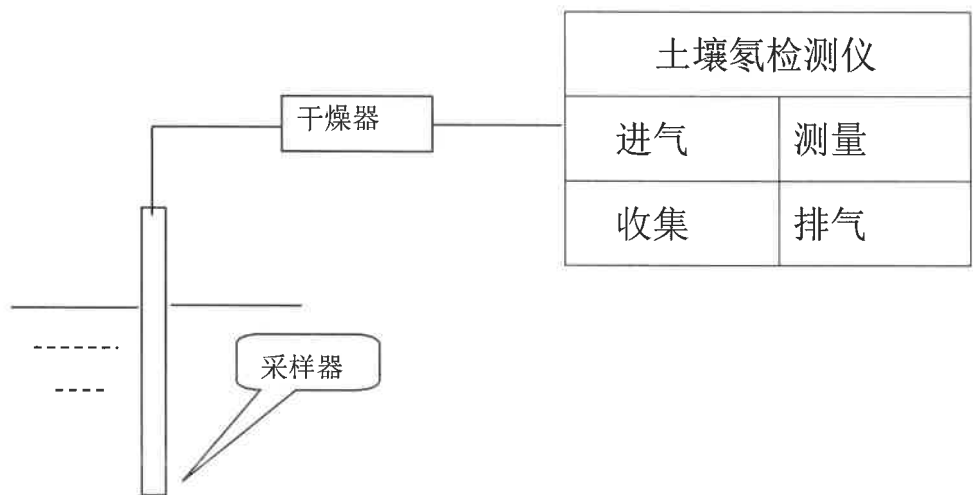 土壤氡检测仪
干燥器
进气 测量
收集 排气
采样器